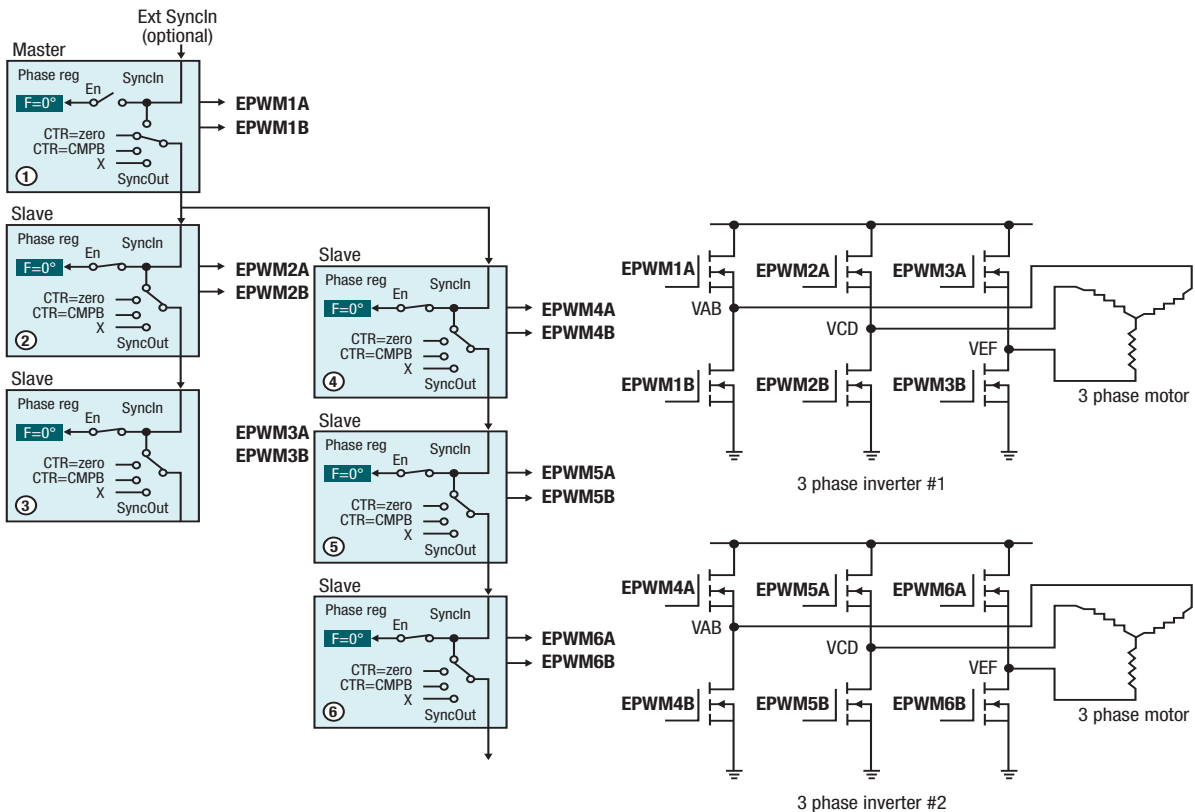 Ext SyncIn
(optional)
Master
Phase reg
En
SyncIn
F=0°
CTR=zero
CTR=CMPB
X
1
SyncOut
EPWM1A
EPWM1B
Slave
Phase reg
En
SyncIn
F=0°
CTR=zero
CTR=CMPB
X
2
SyncOut
EPWM2A
EPWM2B
Slave
Phase reg
En
SyncIn
F=0°
CTR=zero
CTR=CMPB
X
3
SyncOut
EPWM3A
EPWM3B
Slave
Phase reg
En
SyncIn
F=0°
CTR=zero
CTR=CMPB
X
4
SyncOut
EPWM4A
EPWM4B
Slave
Phase reg
En
SyncIn
F=0°
CTR=zero
CTR=CMPB
X
5
SyncOut
EPWM5A
EPWM5B
Slave
Phase reg
En
SyncIn
F=0°
CTR=zero
CTR=CMPB
X
6
SyncOut
EPWM6A
EPWM6B
EPWM1A
EPWM2A
EPWM3A
VAB
VCD
VEF
EPWM1B
EPWM2B
EPWM3B
3 phase motor
3 phase inverter #1
EPWM4A
EPWM5A
EPWM6A
VAB
VCD
VEF
EPWM4B
EPWM5B
EPWM6B
3 phase motor
3 phase inverter #2